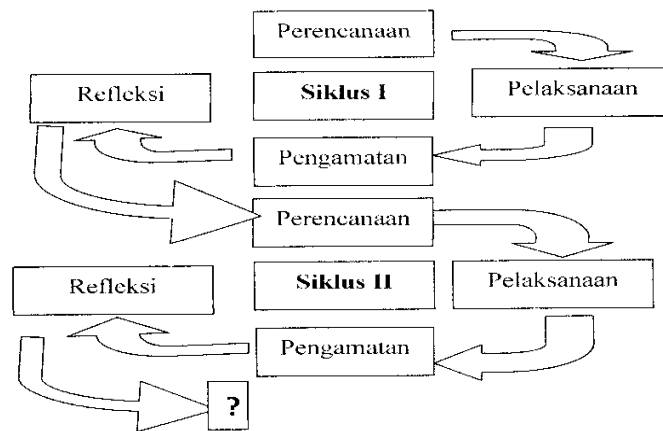 Perencanaan
Refleksi
Siklus I
Pelaksanaan
Pengamatan
Perencanaan
Refleksi
Siklus II
Pelaksanaan
Pengamatan
?